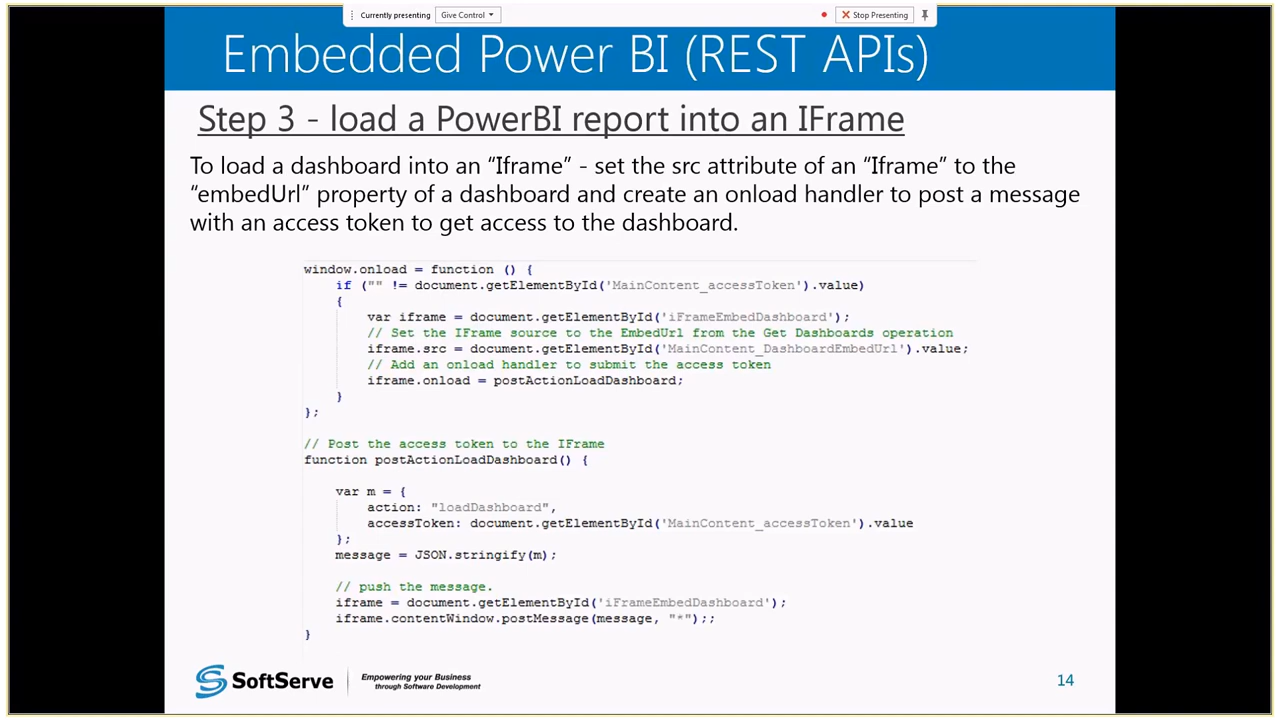 Currently presenting Give Control Stop Presenting
Embedded Power BI (REST APIs)
Step 3 - load a PowerBI report into an IFrame
To load a dashboard into an “Iframe” - set the src attribute of an “Iframe” to the
“embedUrl” property of a dashboard and create an onload handler to post a message
with an access token to get access to the dashboard.
window.onload = function () {
if ("" != document.getElementById('MainContent_accessToken').value)
{
var iframe = document.getElementById('iFrameEmbedDashboard');
// Set the IFrame source to the EmbedUrl from the Get Dashboards operation
iframe.src = document.getElementById('MainContent_DashboardEmbedUrl').value;
// Add an onload handler to submit the access token
iframe.onload = postActionLoadDashboard;
}
};
// Post the access token to the IFrame
function postActionLoadDashboard() {
var m = {
action: "loadDashboard",
accessToken: document.getElementById('MainContent_accessToken').value
};
message = JSON.stringify(m);
// push the message.
iframe = document.getElementById('iFrameEmbedDashboard');
iframe.contentWindow.postMessage(message, "*");;
}
SoftServe
Empowering your Business
through Software Development
14